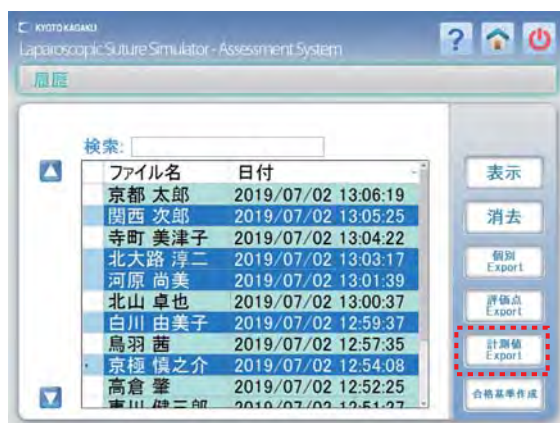 KYOTO KAGAKU
Laparoscopic Suture Simulator - Assessment System
?
履歴
検索:
ファイル名 日付
京都 太郎 2019/07/02 13:06:19
関西 次郎 2019/07/02 13:05:25
寺町 美津子 2019/07/02 13:04:22
北大路 淳二 2019/07/02 13:03:17
河原 尚美 2019/07/02 13:01:39
北山 卓也 2019/07/02 13:00:37
白川 由美子 2019/07/02 12:59:37
鳥羽 茜 2019/07/02 12:57:35
京極 慎之介 2019/07/02 12:54:08
高倉 肇 2019/07/02 12:52:25
2019/07/02 12:51:27
表示
消去
個別
Export
評価点
Export
計測値
Export
合格基準作成